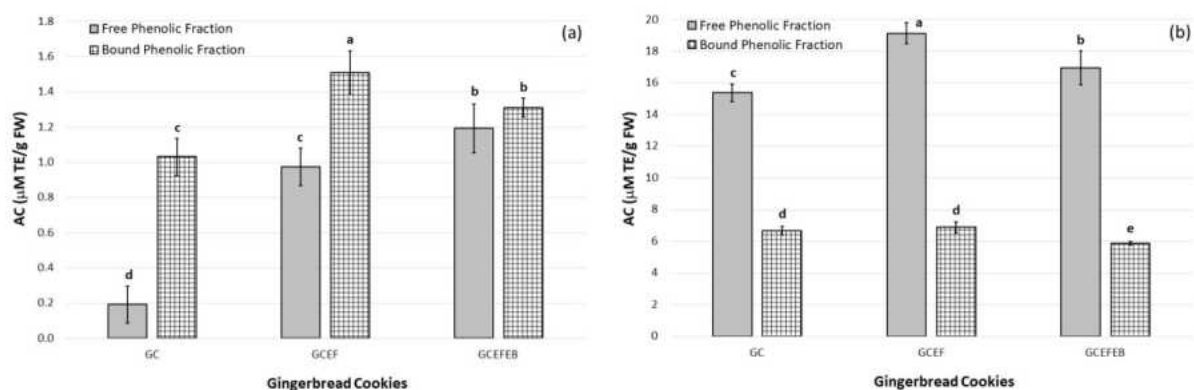 1.8
1.6
1.4
1.2
1.0
0.8
0.6
0.4
0.2
0.0
AC (µM TE/g FW)
Free Phenolic Fraction
Bound Phenolic Fraction
(a)
d
c
c
a
b
b
GC
GCEF
GCEFEB
Gingerbread Cookies
20
18
16
14
12
10
8
6
4
2
0
AC (µM TE/g FW)
Free Phenolic Fraction
Bound Phenolic Fraction
(b)
c
d
a
d
b
e
GC
GCEF
GCEFEB
Gingerbread Cookies